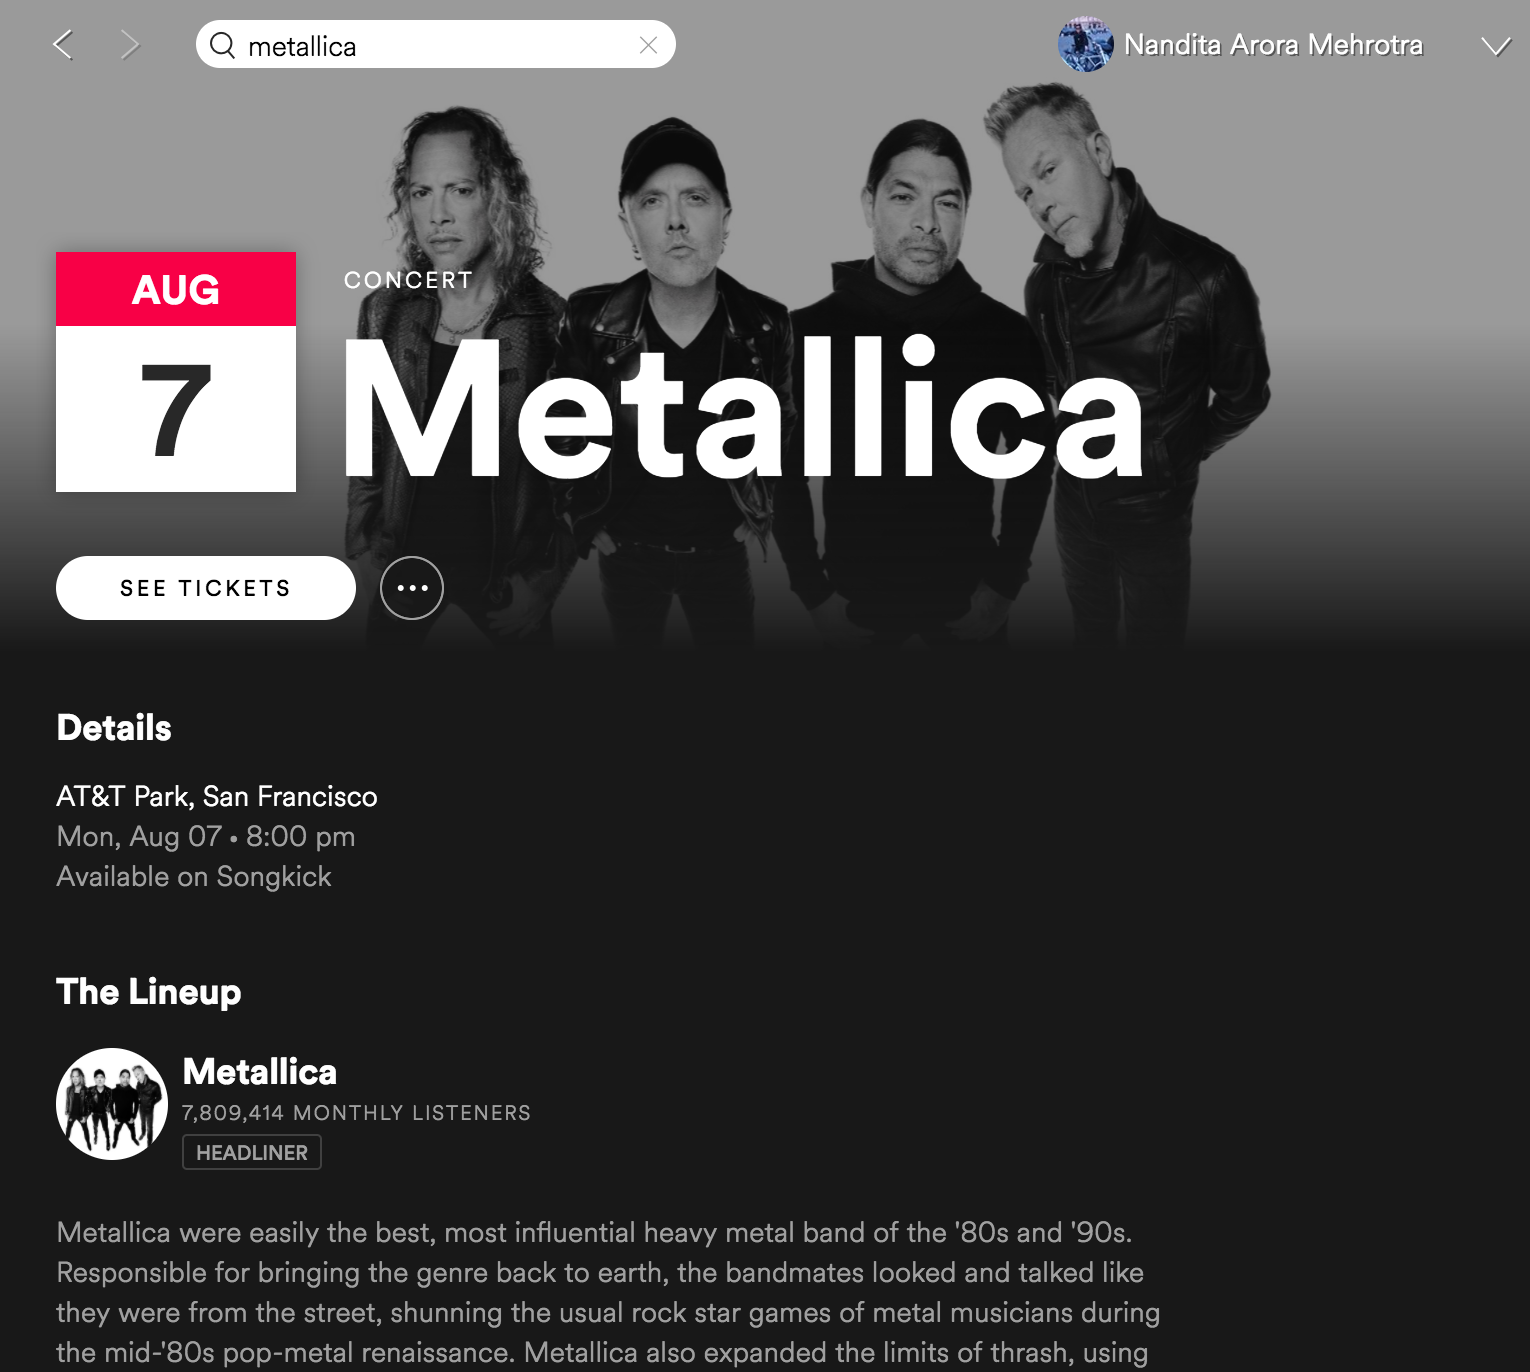 metallica
Nandita Arora Mehrotra
AUG
7
CONCERT
Metallica
SEE TICKETS
Details
AT&T Park, San Francisco
Mon, Aug 07 • 8:00 pm
Available on Songkick
The Lineup
Metallica
7,809,414 MONTHLY LISTENERS
HEADLINER
Metallica were easily the best, most influential heavy metal band of the '80s and '90s.
Responsible for bringing the genre back to earth, the bandmates looked and talked like
they were from the street, shunning the usual rock star games of metal musicians during
the mid-'80s pop-metal renaissance. Metallica also expanded the limits of thrash, using